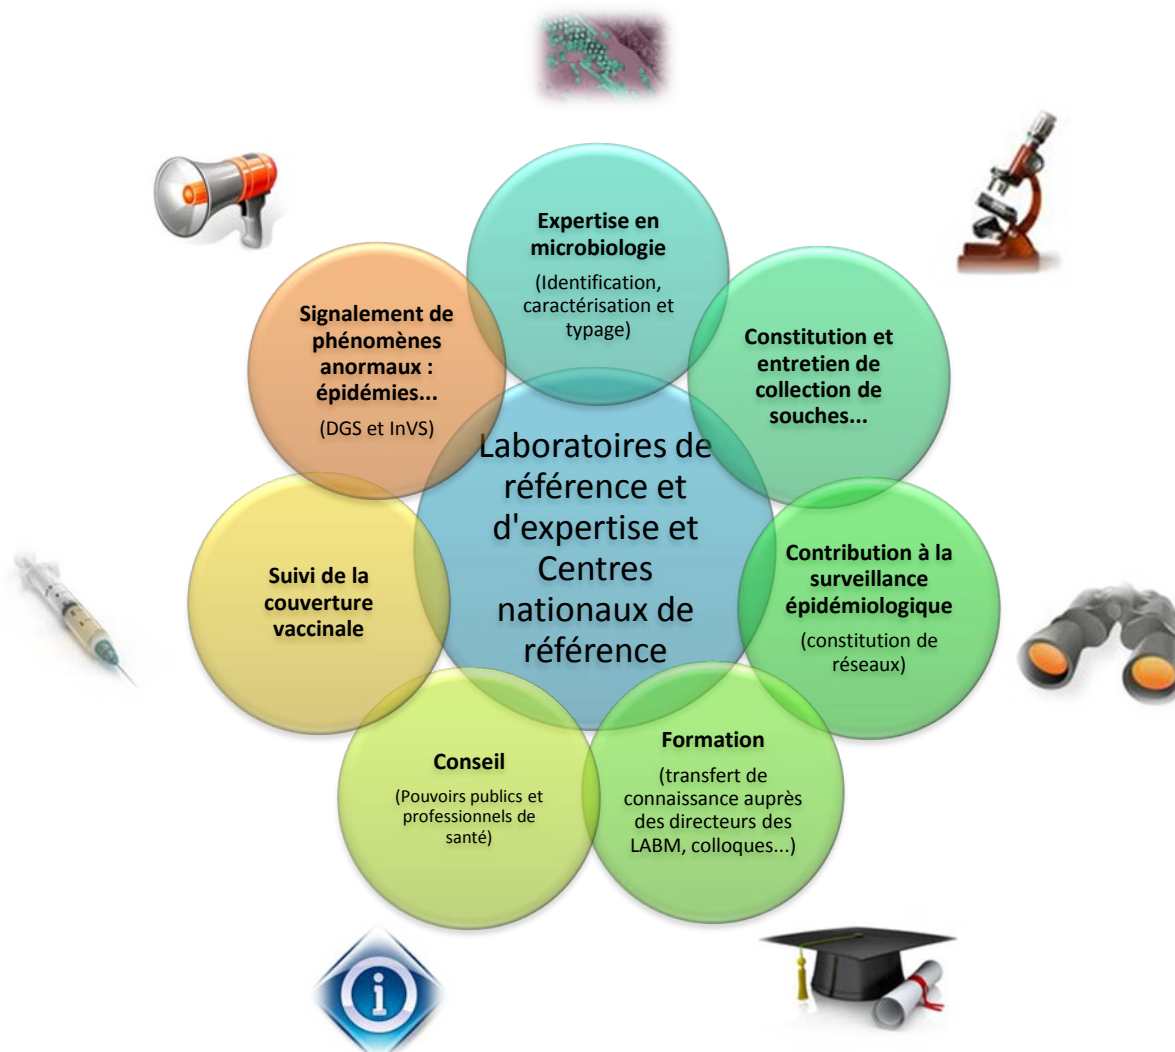 Expertise en
microbiologie
(Identification,
caractérisation et
typage)
Constitution et
entretien de
collection de
souches...
Contribution à la
surveillance
épidémiologique
(constitution de
réseaux)
Formation
(transfert de
connaissance auprès
des directeurs des
LABM, colloques...)
Conseil
(Pouvoirs publics et
professionnels de
santé)
Suivi de la
couverture
vaccinale
Signalement de
phénomènes
anormaux :
épidémies...
(DGS et InVS)
Laboratoires de
référence et
d'expertise et
Centres
nationaux de
référence